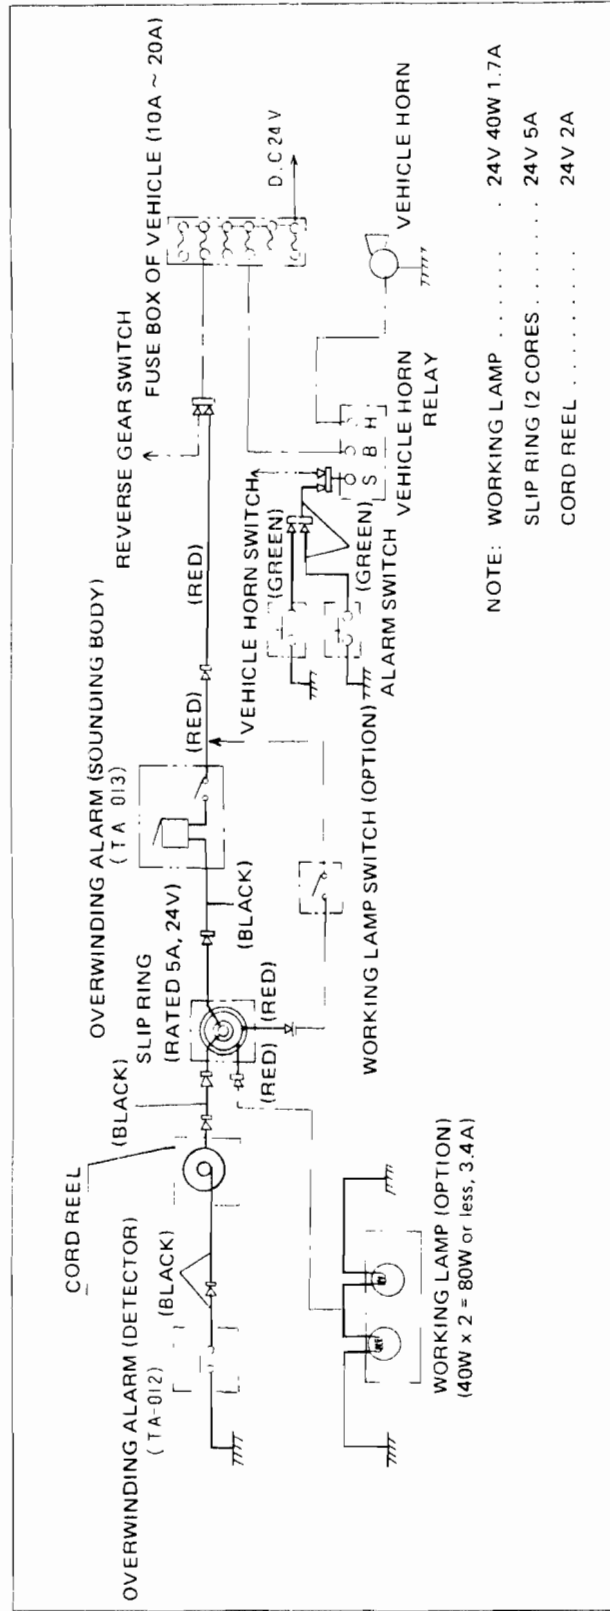 OVERWINDING ALARM (DETECTOR)
(TA-012)
CORD REEL
(BLACK)
(BLACK)
SLIP RING
(RATED 5A, 24V)
(RED)
(RED)
(BLACK)
OVERWINDING ALARM (SOUNDING BODY)
(TA 013)
(RED)
(RED)
REVERSE GEAR SWITCH
FUSE BOX OF VEHICLE (10A ~ 20A)
D.C 24V
VEHICLE HORN SWITCH
(GREEN)
(GREEN)
ALARM SWITCH
S B H
VEHICLE HORN
RELAY
VEHICLE HORN
WORKING LAMP SWITCH (OPTION)
WORKING LAMP (OPTION)
(40W x 2 = 80W or less, 3.4A)
NOTE: WORKING LAMP . . . . . . . 24V 40W 1.7A
SLIP RING (2 CORES . . . . . . . . 24V 5A
CORD REEL . . . . . . . . . . 24V 2A